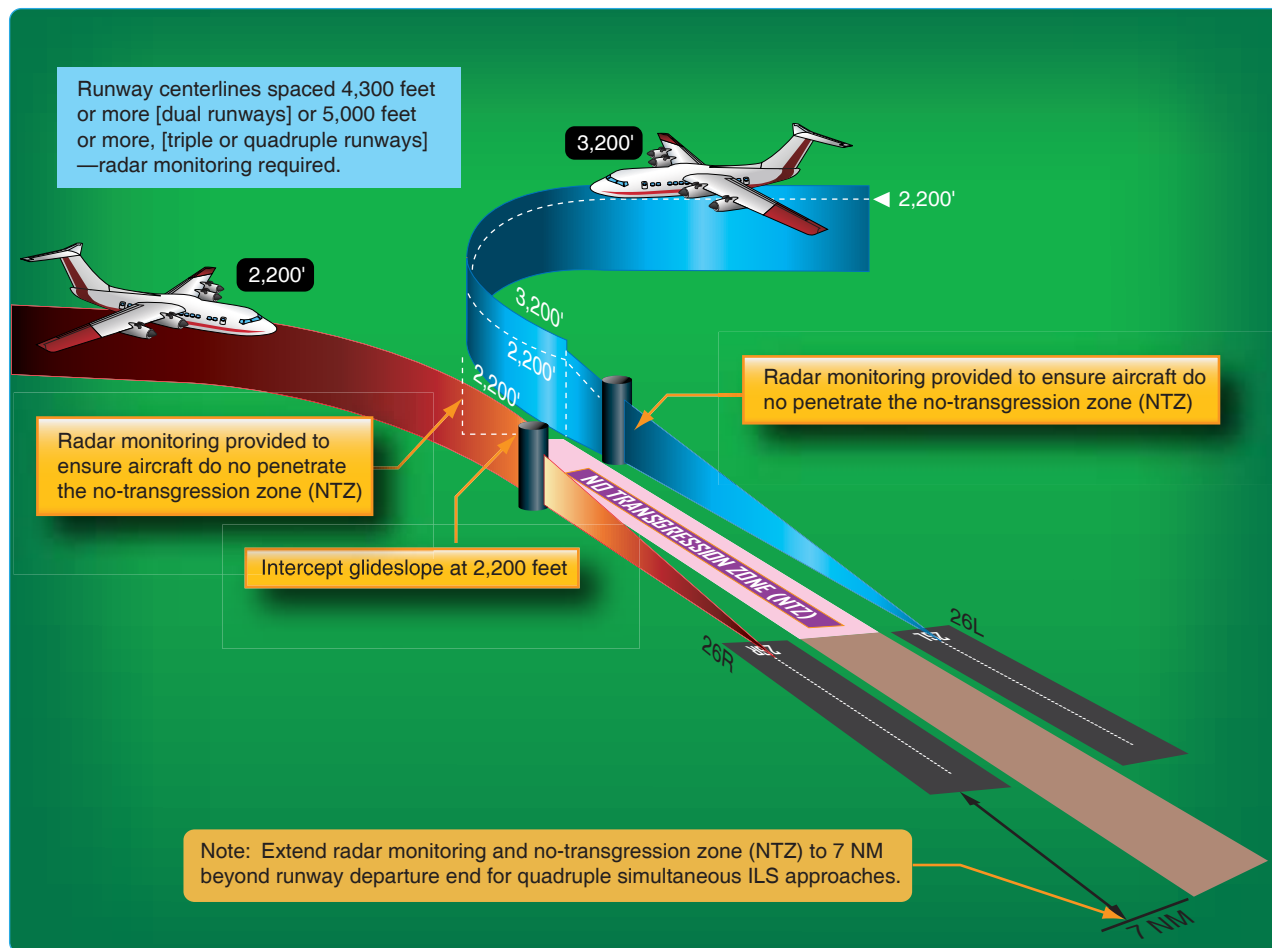 Runway centerlines spaced 4,300 feet
or more [dual runways] or 5,000 feet
or more, [triple or quadruple runways]
—radar monitoring required.
3,200'
2,200'
2,200'
3,200'
2,200'
2,200'
Radar monitoring provided to ensure aircraft do
no penetrate the no-transgression zone (NTZ)
Radar monitoring provided to
ensure aircraft do no penetrate
the no-transgression zone (NTZ)
Intercept glideslope at 2,200 feet
NO TRANSGRESSION ZONE (NTZ)
26L
26R
Note: Extend radar monitoring and no-transgression zone (NTZ) to 7 NM
beyond runway departure end for quadruple simultaneous ILS approaches.
7 NM